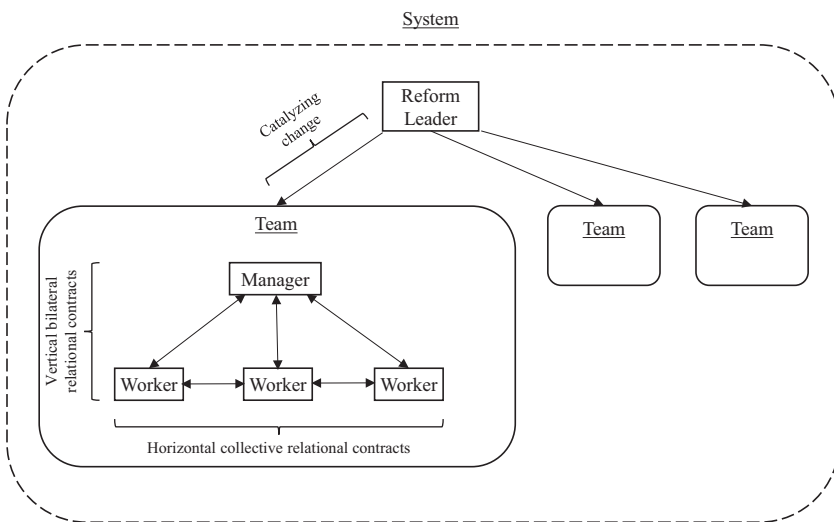 System
Reform
Leader
Catalyzing
change
Team
Team
Team
Manager
Vertical bilateral
relational contracts
Worker
Worker
Worker
Horizontal collective relational contracts